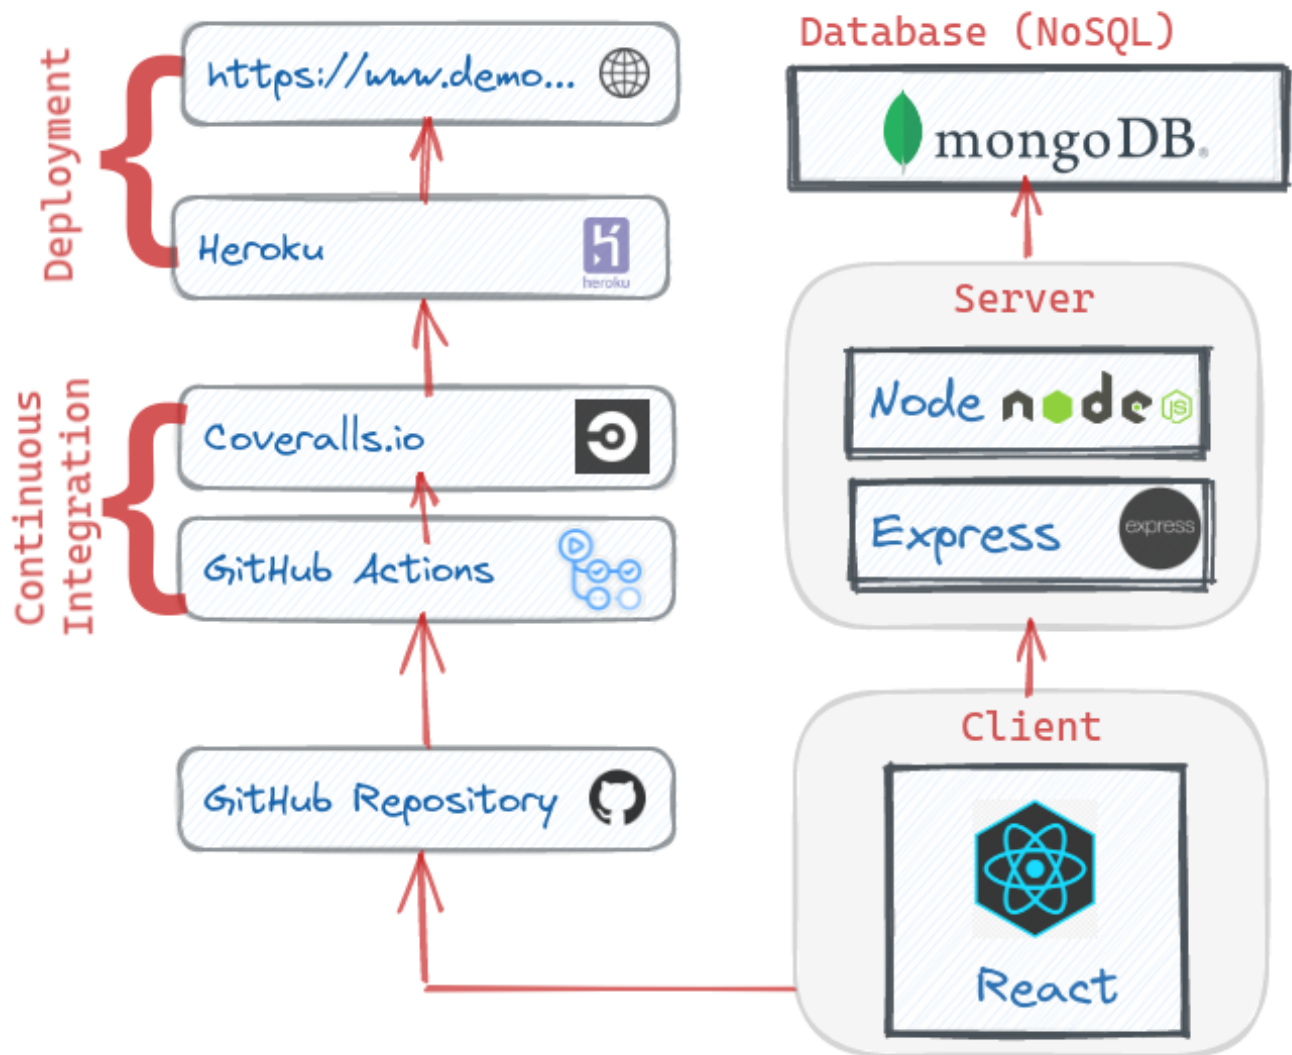 Deployment
https://www.demo...
Heroku
heroku
Continuous
Integration
Coveralls.io
GitHub Actions
GitHub Repository
Database (NoSQL)
mongoDB®
Server
Node node JS
Express express
Client
React